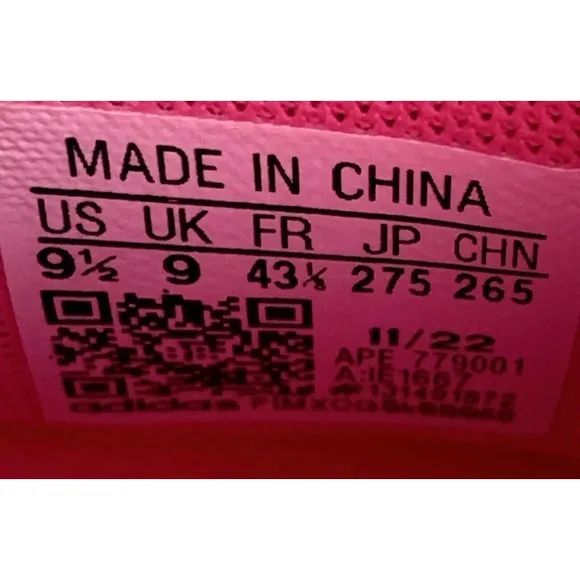 MADE IN CHINA
US UK FR JP CHN
9½ 9 43⅓ 275 265
11/22
APE 779001
adidas